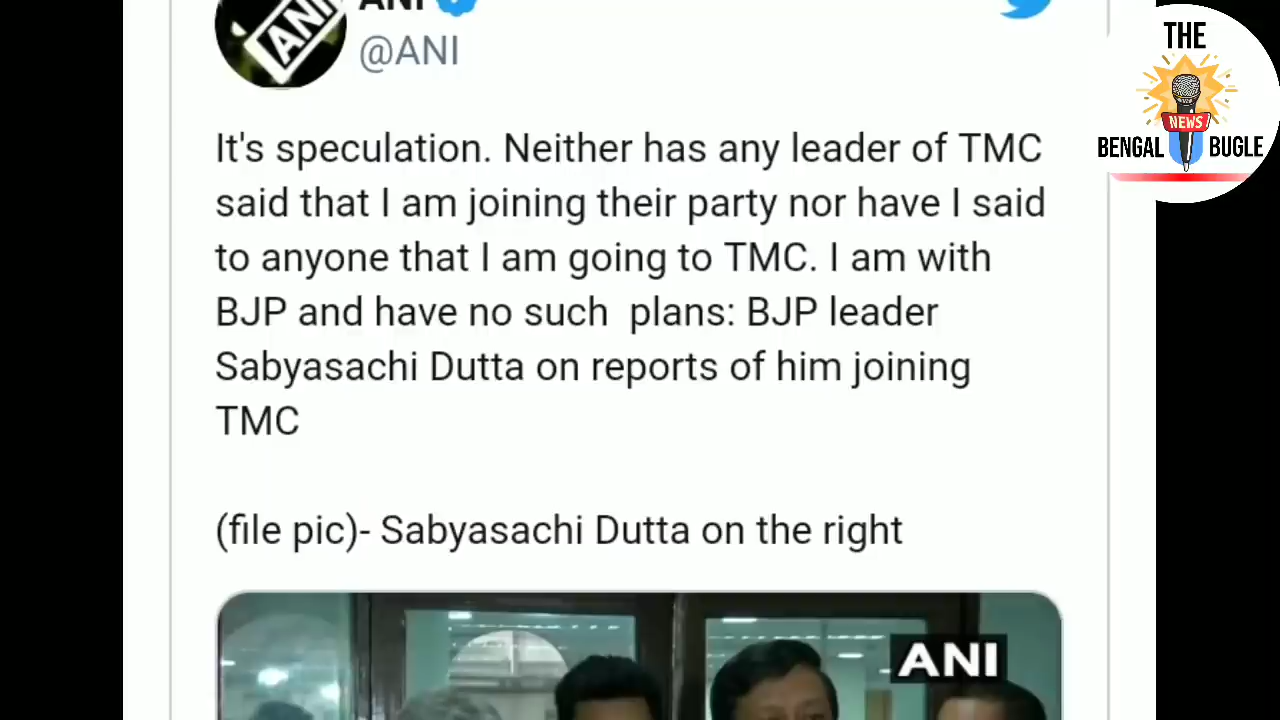 ANI
ANI
@ANI
THE
NEWS
BENGAL BUGLE
It's speculation. Neither has any leader of TMC
said that I am joining their party nor have I said
to anyone that I am going to TMC. I am with
BJP and have no such  plans: BJP leader
Sabyasachi Dutta on reports of him joining
TMC
(file pic)- Sabyasachi Dutta on the right
ANI